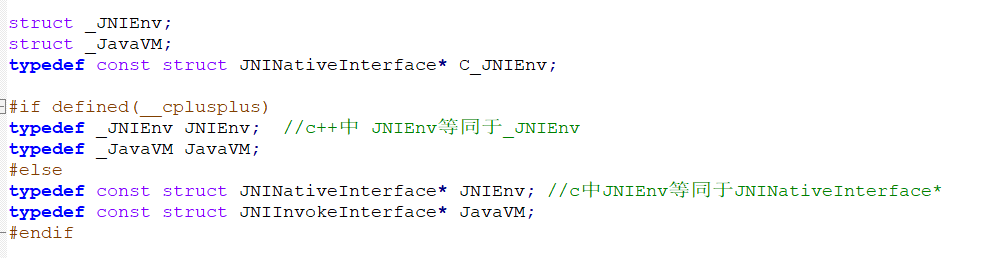 struct _JNIEnv;
struct _JavaVM;
typedef const struct JNINativeInterface* C_JNIEnv;
#if defined(__cplusplus)
typedef _JNIEnv JNIEnv;  //c++中 JNIEnv等同于_JNIEnv
typedef _JavaVM JavaVM;
#else
typedef const struct JNINativeInterface* JNIEnv; //c中JNIEnv等同于JNINativeInterface*
typedef const struct JNIInvokeInterface* JavaVM;
#endif